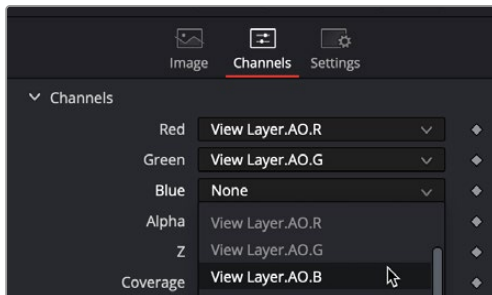 Image Channels Settings
Channels
Red View Layer.AO.R
Green View Layer.AO.G
Blue None
Alpha View Layer.AO.R
Z View Layer.AO.G
Coverage View Layer.AO.B